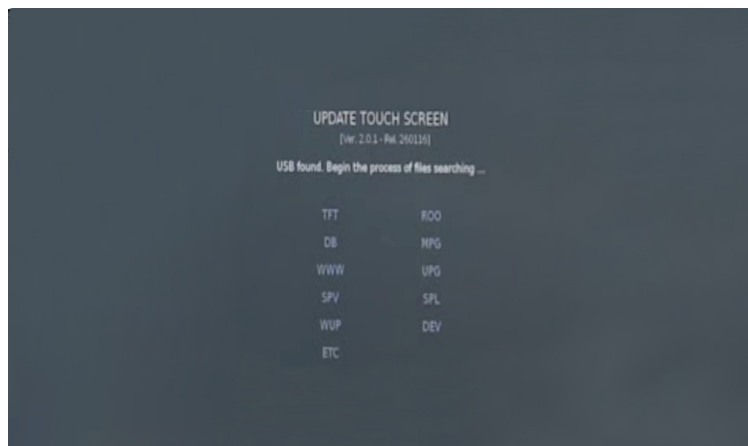 UPDATE TOUCH SCREEN
[Ver. 2.0.1 - Rel. 260116]
USB found. Begin the process of files searching ...
TFT ROO
DB MPG
WWW UPG
SPV SPL
WUP DEV
ETC